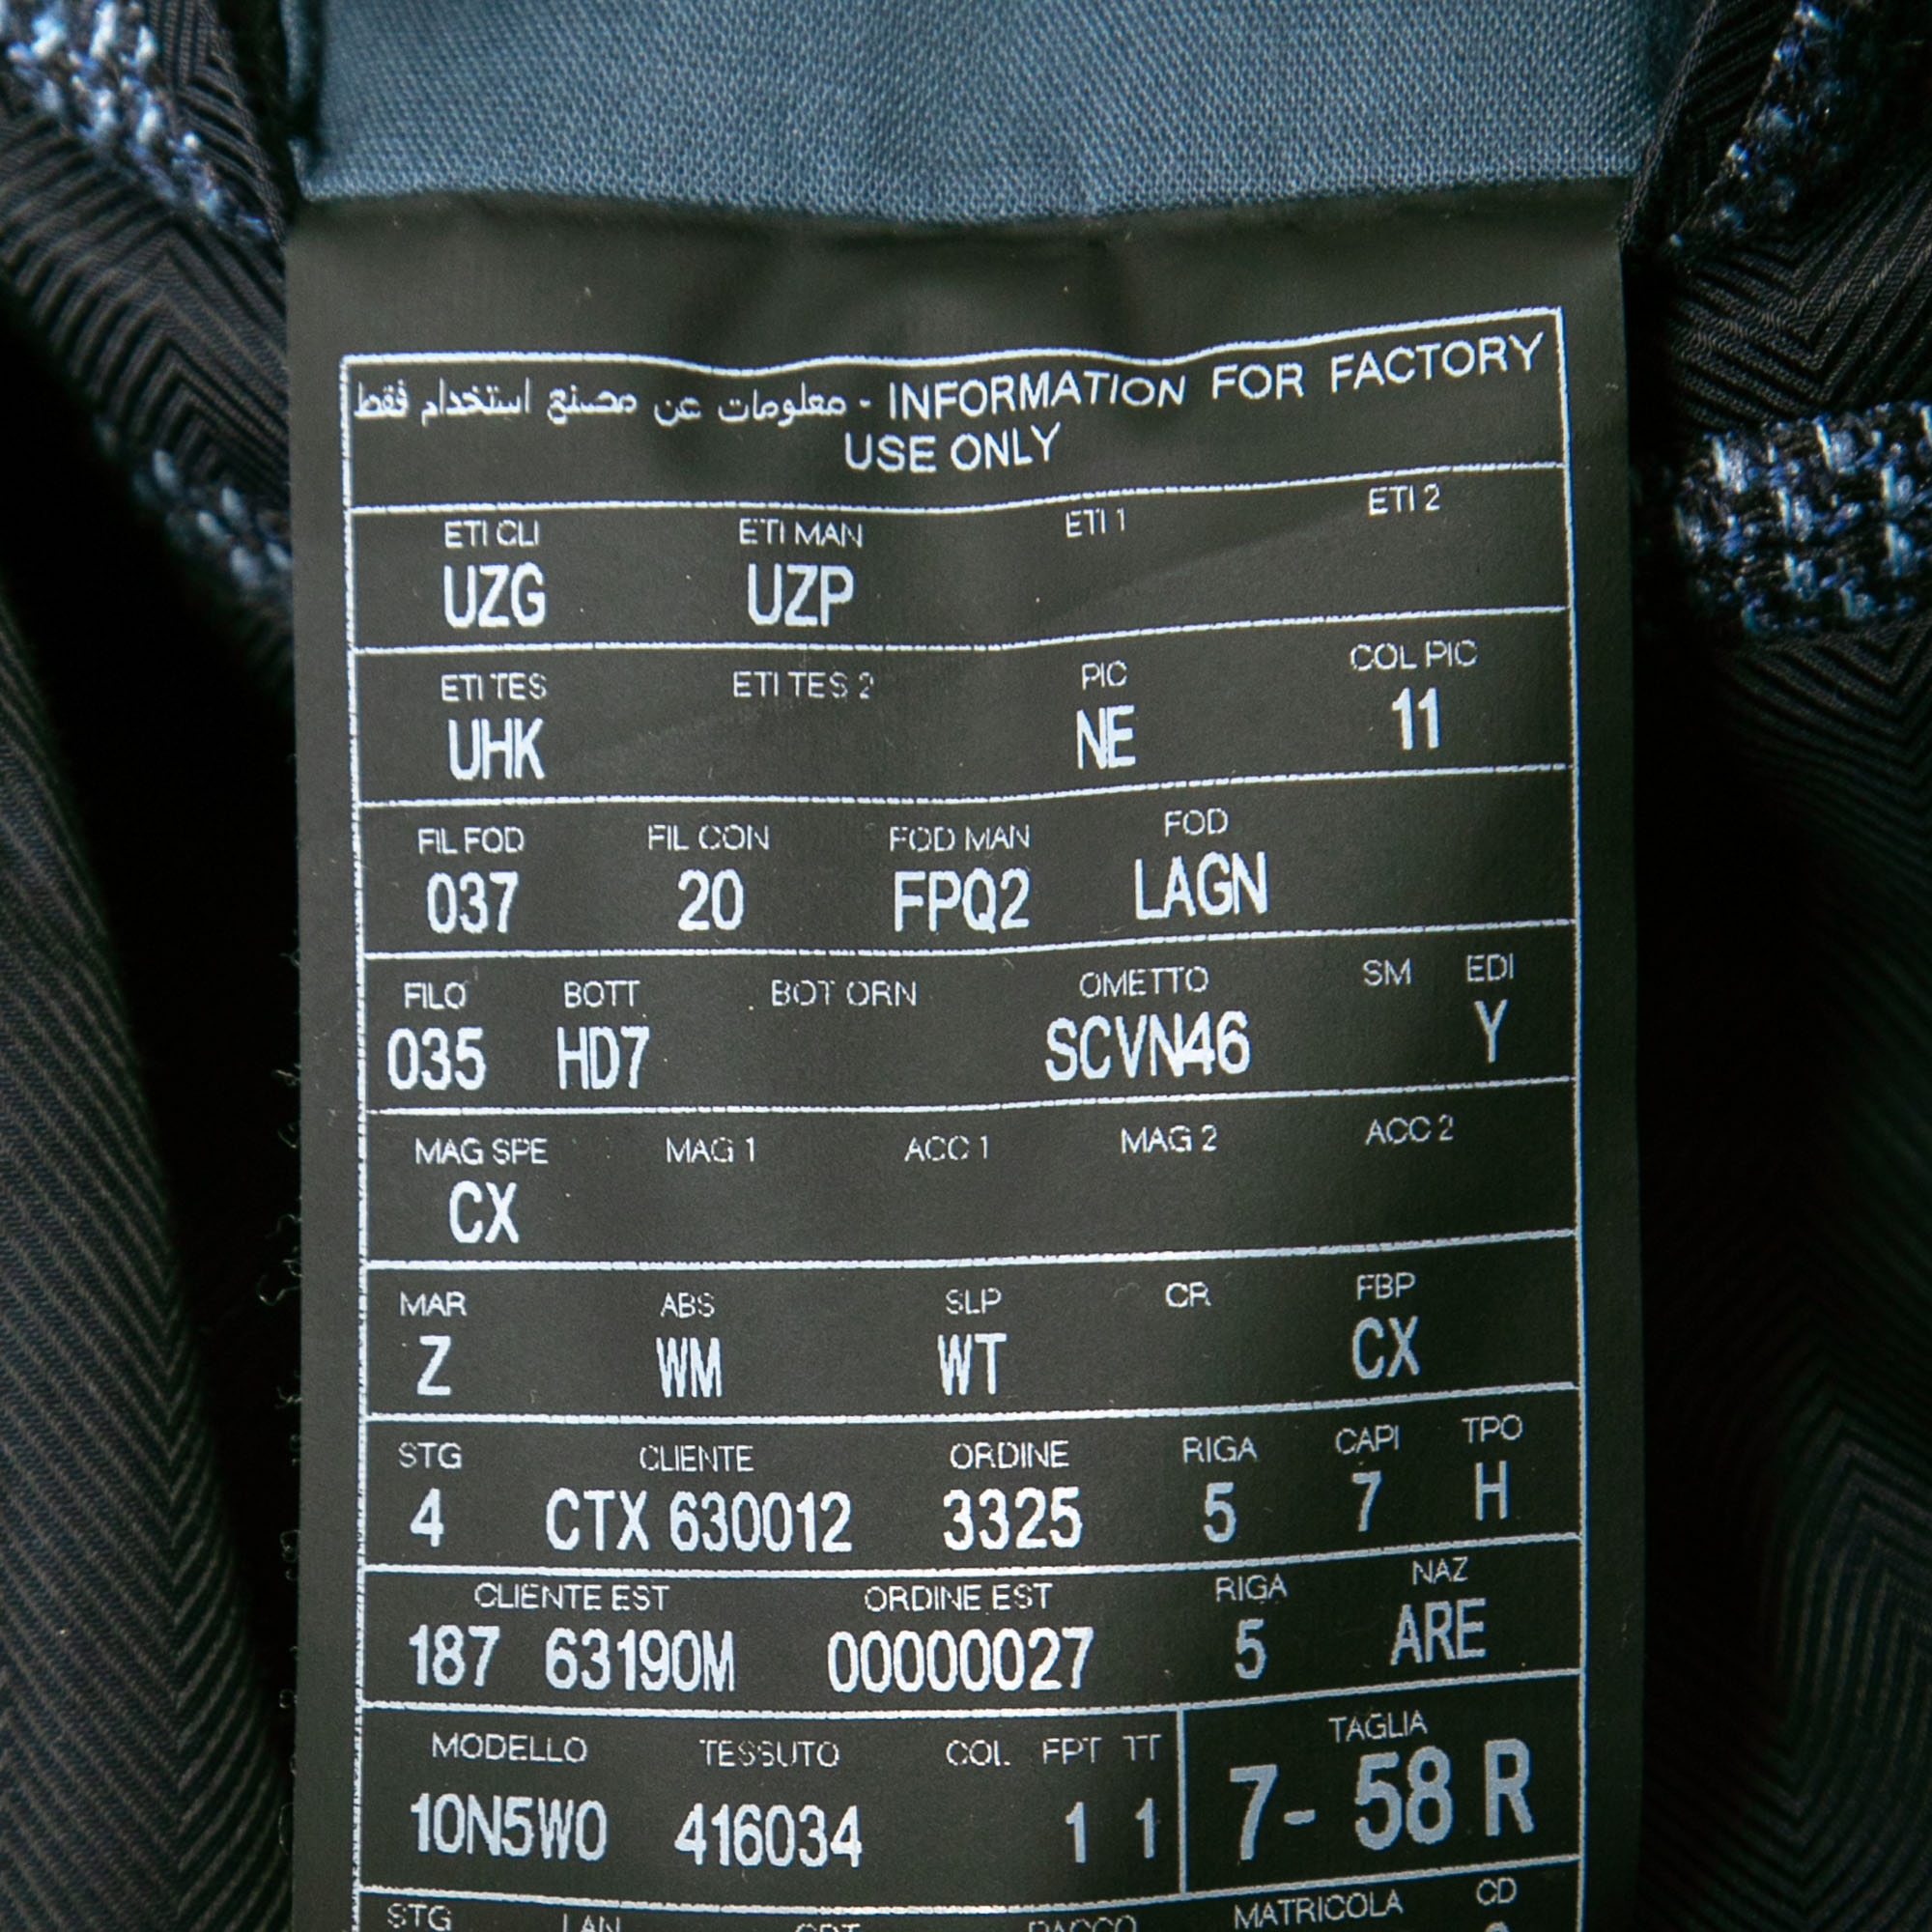 معلومات عن مصنع استخدام فقط - INFORMATION FOR FACTORY
USE ONLY
ETI CLI ETI MAN ETI 1 ETI 2
UZG UZP
ETI TES ETI TES 2 PIC COL PIC
UHK NE 11
FIL FOD FIL CON FOD MAN FOD
037 20 FPQ2 LAGN
FILO BOTT BOT ORN OMETTO SM EDI
035 HD7 SCVN46 Y
MAG SPE MAG 1 ACC 1 MAG 2 ACC 2
CX
MAR ABS SLP CR FBP
Z WM WT CX
STG CLIENTE ORDINE RIGA CAPI TPO
4 CTX 630012 3325 5 7 H
CLIENTE EST ORDINE EST RIGA NAZ
187 63190M 00000027 5 ARE
MODELLO TESSUTO COL FPT TT TAGLIA
10N5W0 416034 1 1 7- 58 R
STG LAN PACCO MATRICOLA CD